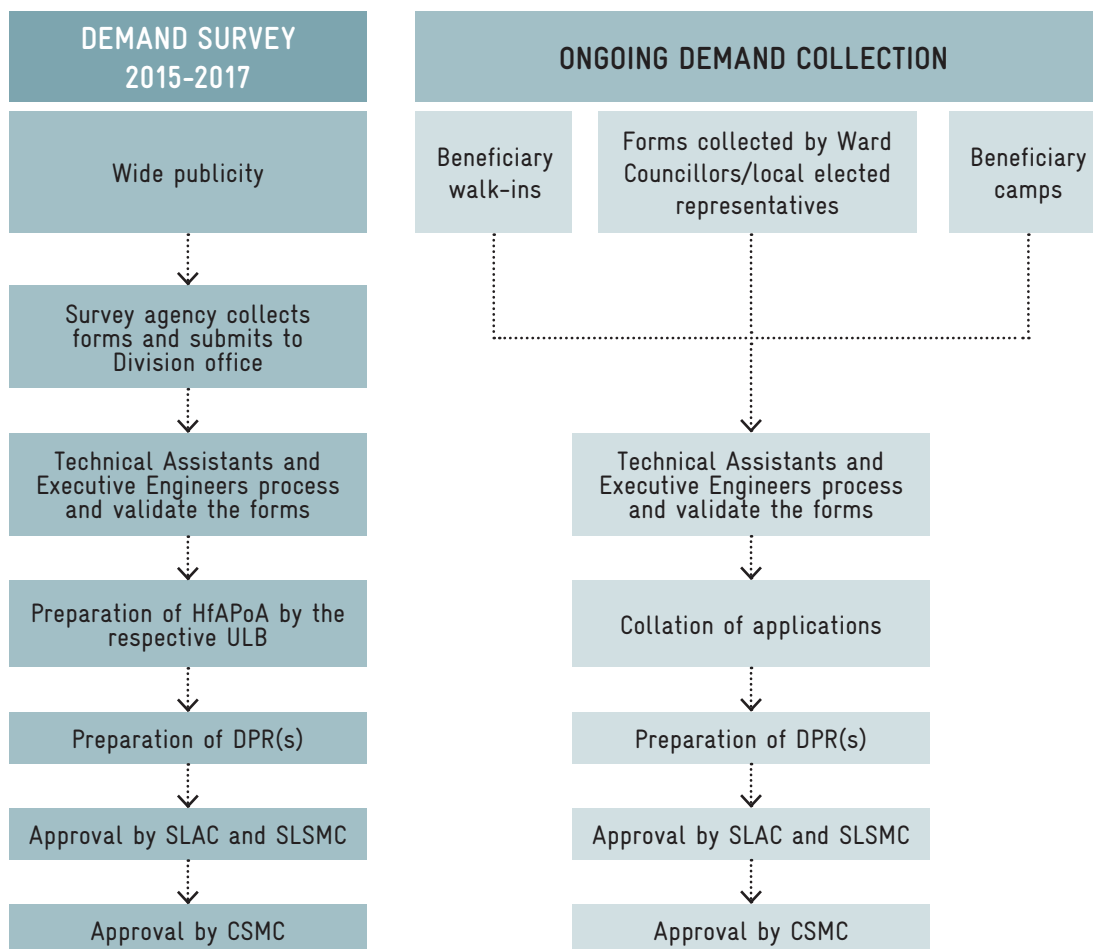 DEMAND SURVEY
2015-2017
Wide publicity
Survey agency collects
forms and submits to
Division office
Technical Assistants and
Executive Engineers process
and validate the forms
Preparation of HfAPoA by the
respective ULB
Preparation of DPR(s)
Approval by SLAC and SLSMC
Approval by CSMC
ONGOING DEMAND COLLECTION
Beneficiary
walk-ins
Forms collected by Ward
Councillors/local elected
representatives
Beneficiary
camps
Technical Assistants and
Executive Engineers process
and validate the forms
Collation of applications
Preparation of DPR(s)
Approval by SLAC and SLSMC
Approval by CSMC